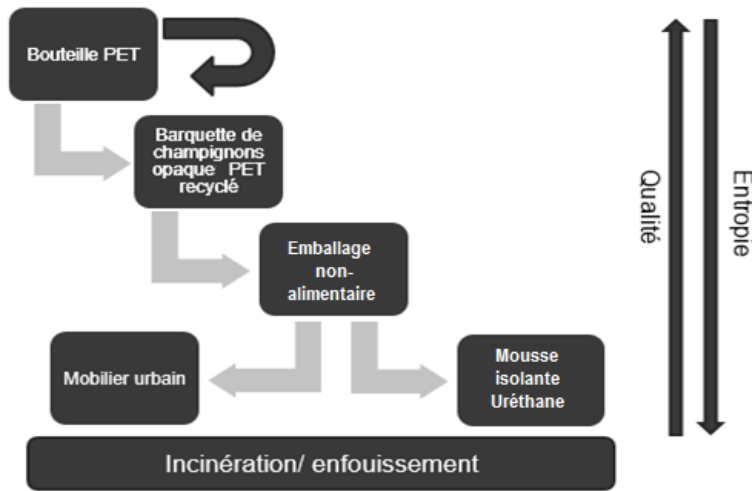 Bouteille PET
Barquette de
champignons
opaque PET
recyclé
Emballage
non-
alimentaire
Mobilier urbain
Mousse
isolante
Uréthane
Incinération/ enfouissement
Qualité
Entropie